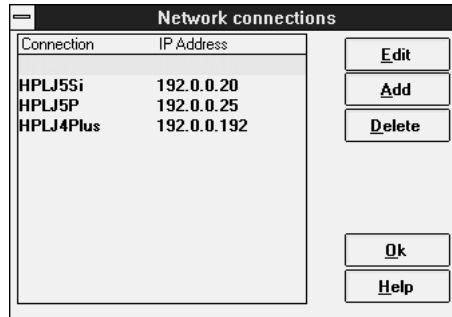 Network connections
Connection IP Address
HPLJ5Si 192.0.0.20
HPLJ5P 192.0.0.25
HPLJ4Plus 192.0.0.192
Edit
Add
Delete
Ok
Help